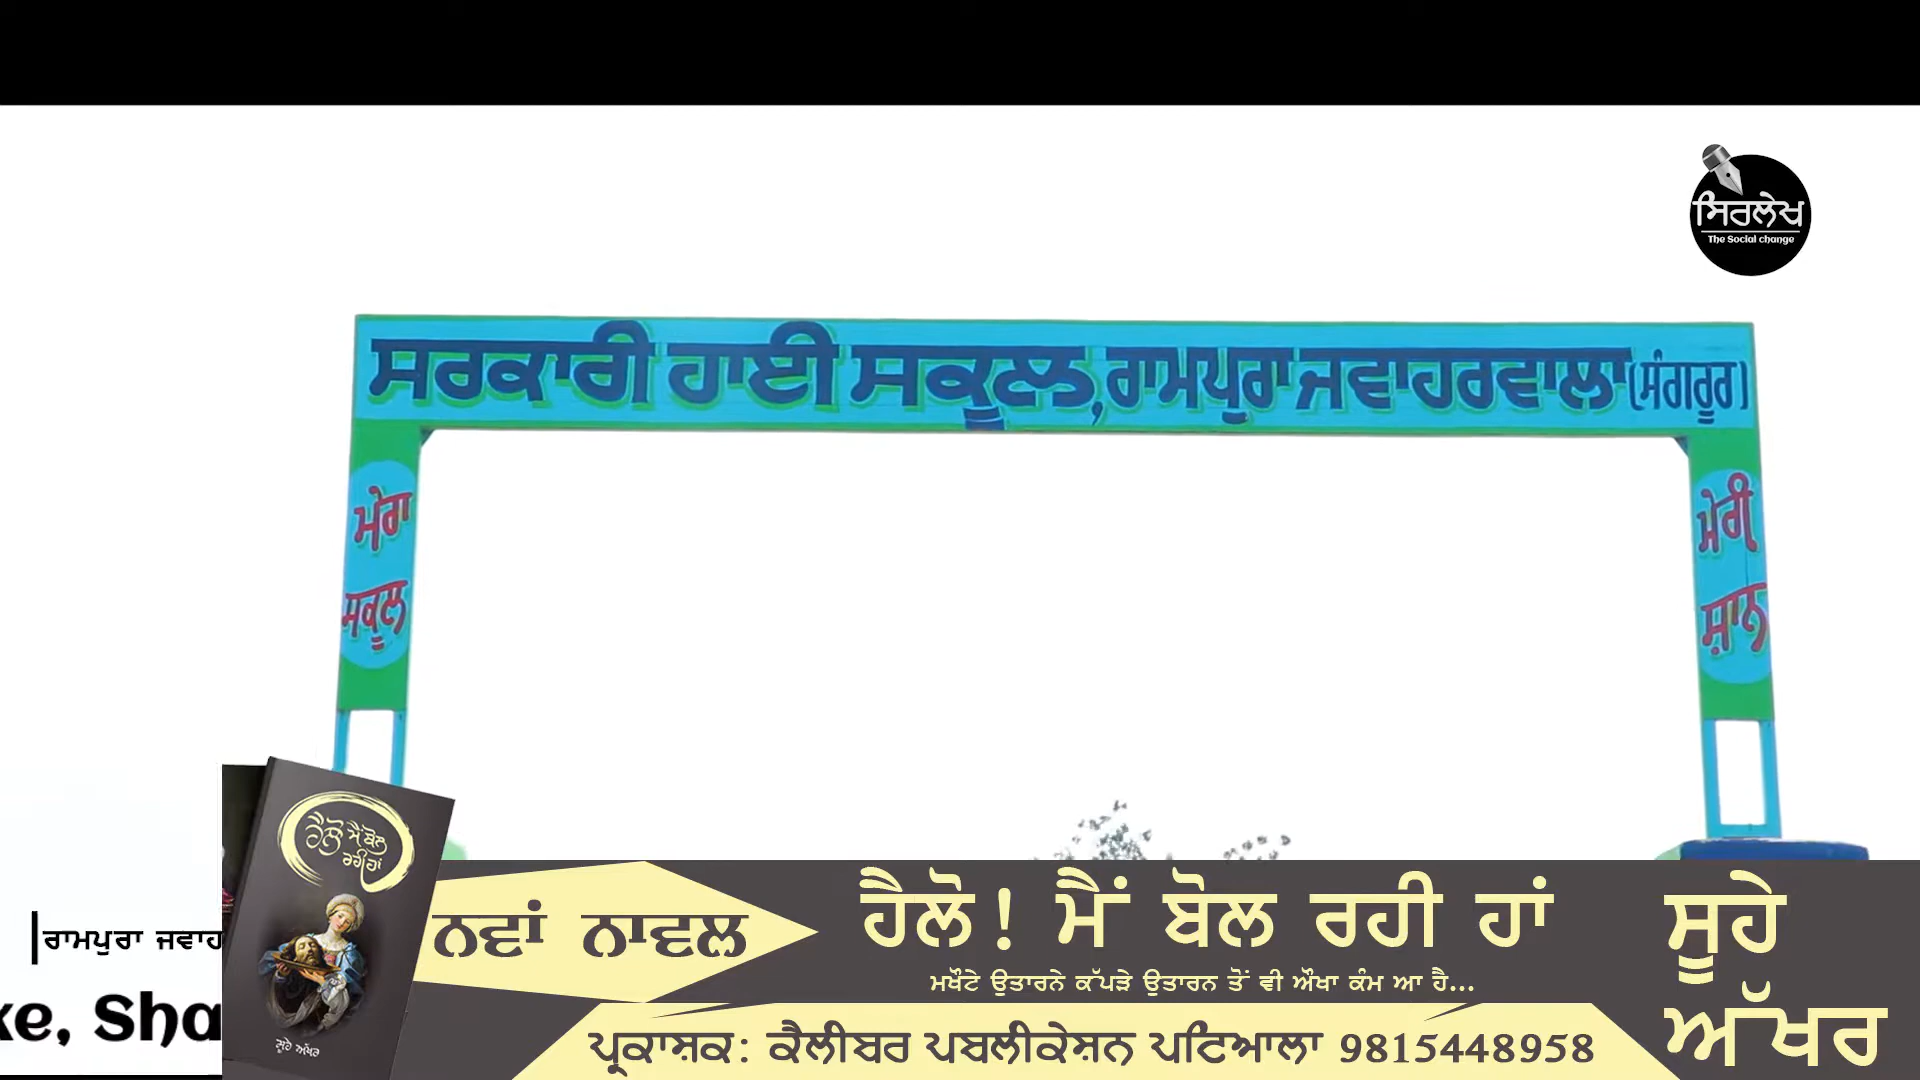 ਸਿਰਲੇਖ
The Social change
ਸਰਕਾਰੀ ਹਾਈ ਸਕੂਲ, ਰਾਮਪੁਰਾ ਜਵਾਹਰਵਾਲਾ (ਸੰਗਰੂਰ)
ਮੇਰਾ
ਸਕੂਲ
ਮੇਰੀ
ਸ਼ਾਨ
ਹੈਲੋ ਮੈਂ ਬੋਲ
ਰਹੀ ਹਾਂ
ਸੂਹੇ ਅੱਖਰ
ਨਵਾਂ ਨਾਵਲ
ਹੈਲੋ! ਮੈਂ ਬੋਲ ਰਹੀ ਹਾਂ
ਮਖੌਟੇ ਉਤਾਰਨੇ ਕੱਪੜੇ ਉਤਾਰਨ ਤੋਂ ਵੀ ਔਖਾ ਕੰਮ ਆ ਹੈ...
ਸੂਹੇ
ਅੱਖਰ
ਪ੍ਰਕਾਸ਼ਕ: ਕੈਲੀਬਰ ਪਬਲੀਕੇਸ਼ਨ ਪਟਿਆਲਾ 9815448958
ਰਾਮਪੁਰਾ ਜਵਾਹ
ke, Sha